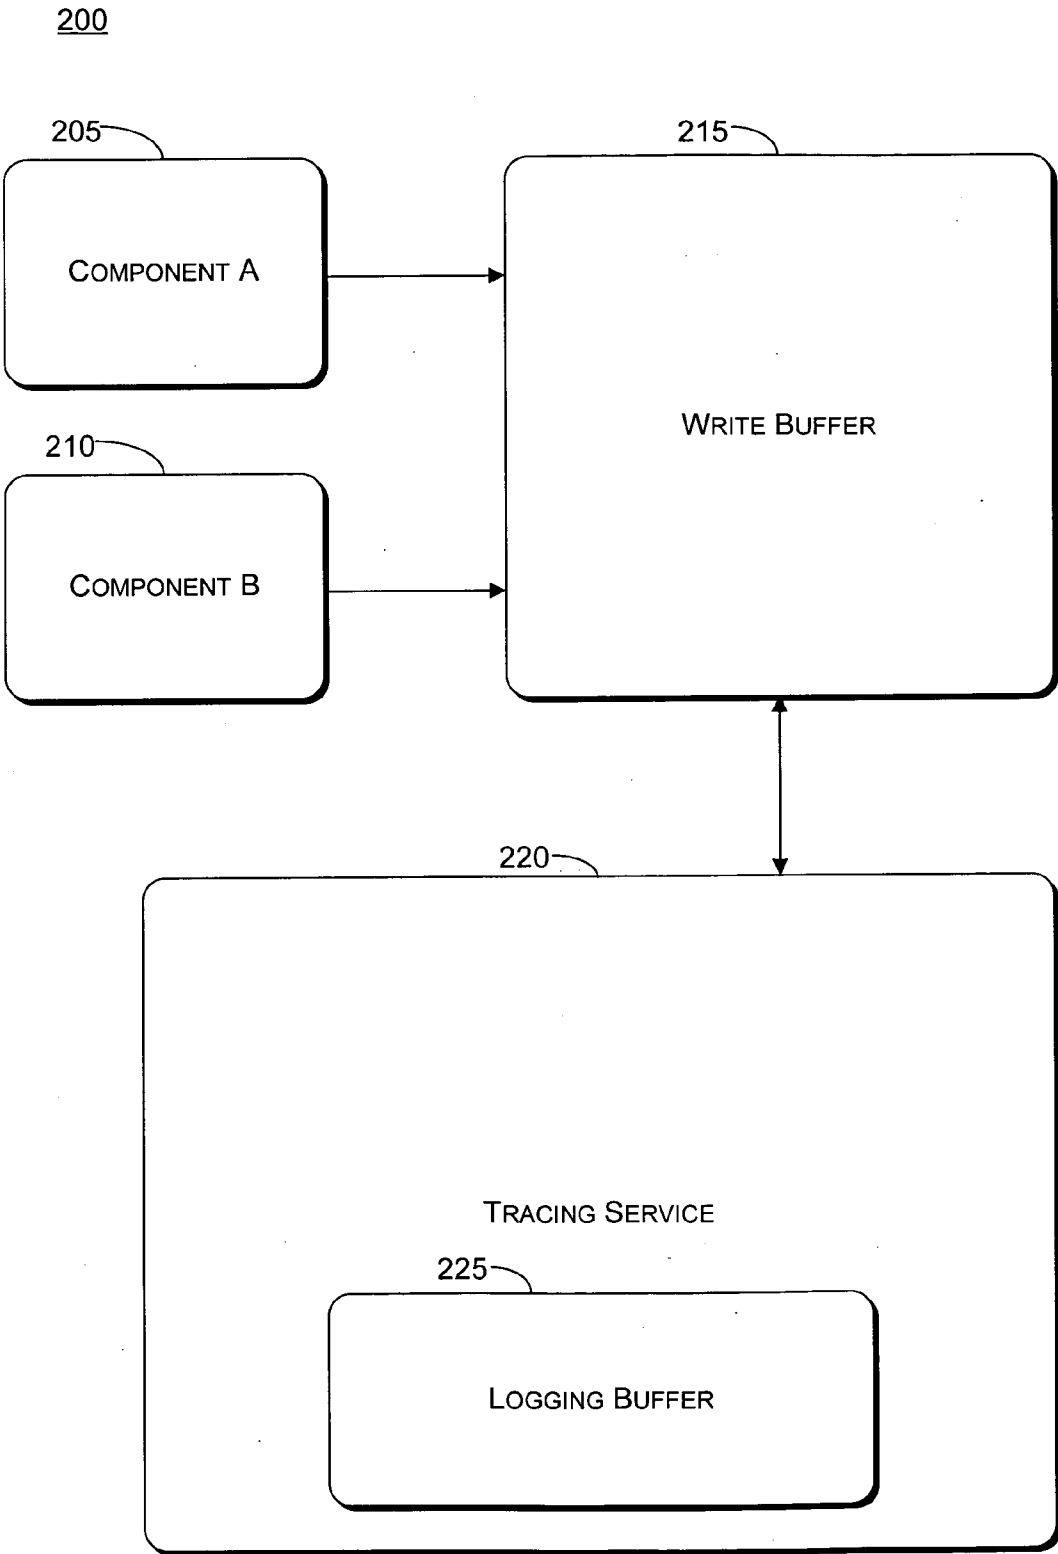 200
205
215
COMPONENT A
WRITE BUFFER
210
COMPONENT B
220
TRACING SERVICE
225
LOGGING BUFFER